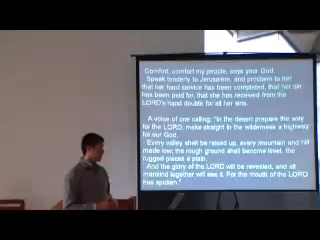 Comfort, comfort my people, says your God.
Speak tenderly to Jerusalem, and proclaim to her
that her hard service has been completed, that her sin
has been paid for, that she has received from the
LORD's hand double for all her sins.
A voice of one calling: "In the desert prepare the way
for the LORD; make straight in the wilderness a highway
for our God.
Every valley shall be raised up, every mountain and hill
made low; the rough ground shall become level, the
rugged places a plain.
And the glory of the LORD will be revealed, and all
mankind together will see it. For the mouth of the LORD
has spoken."